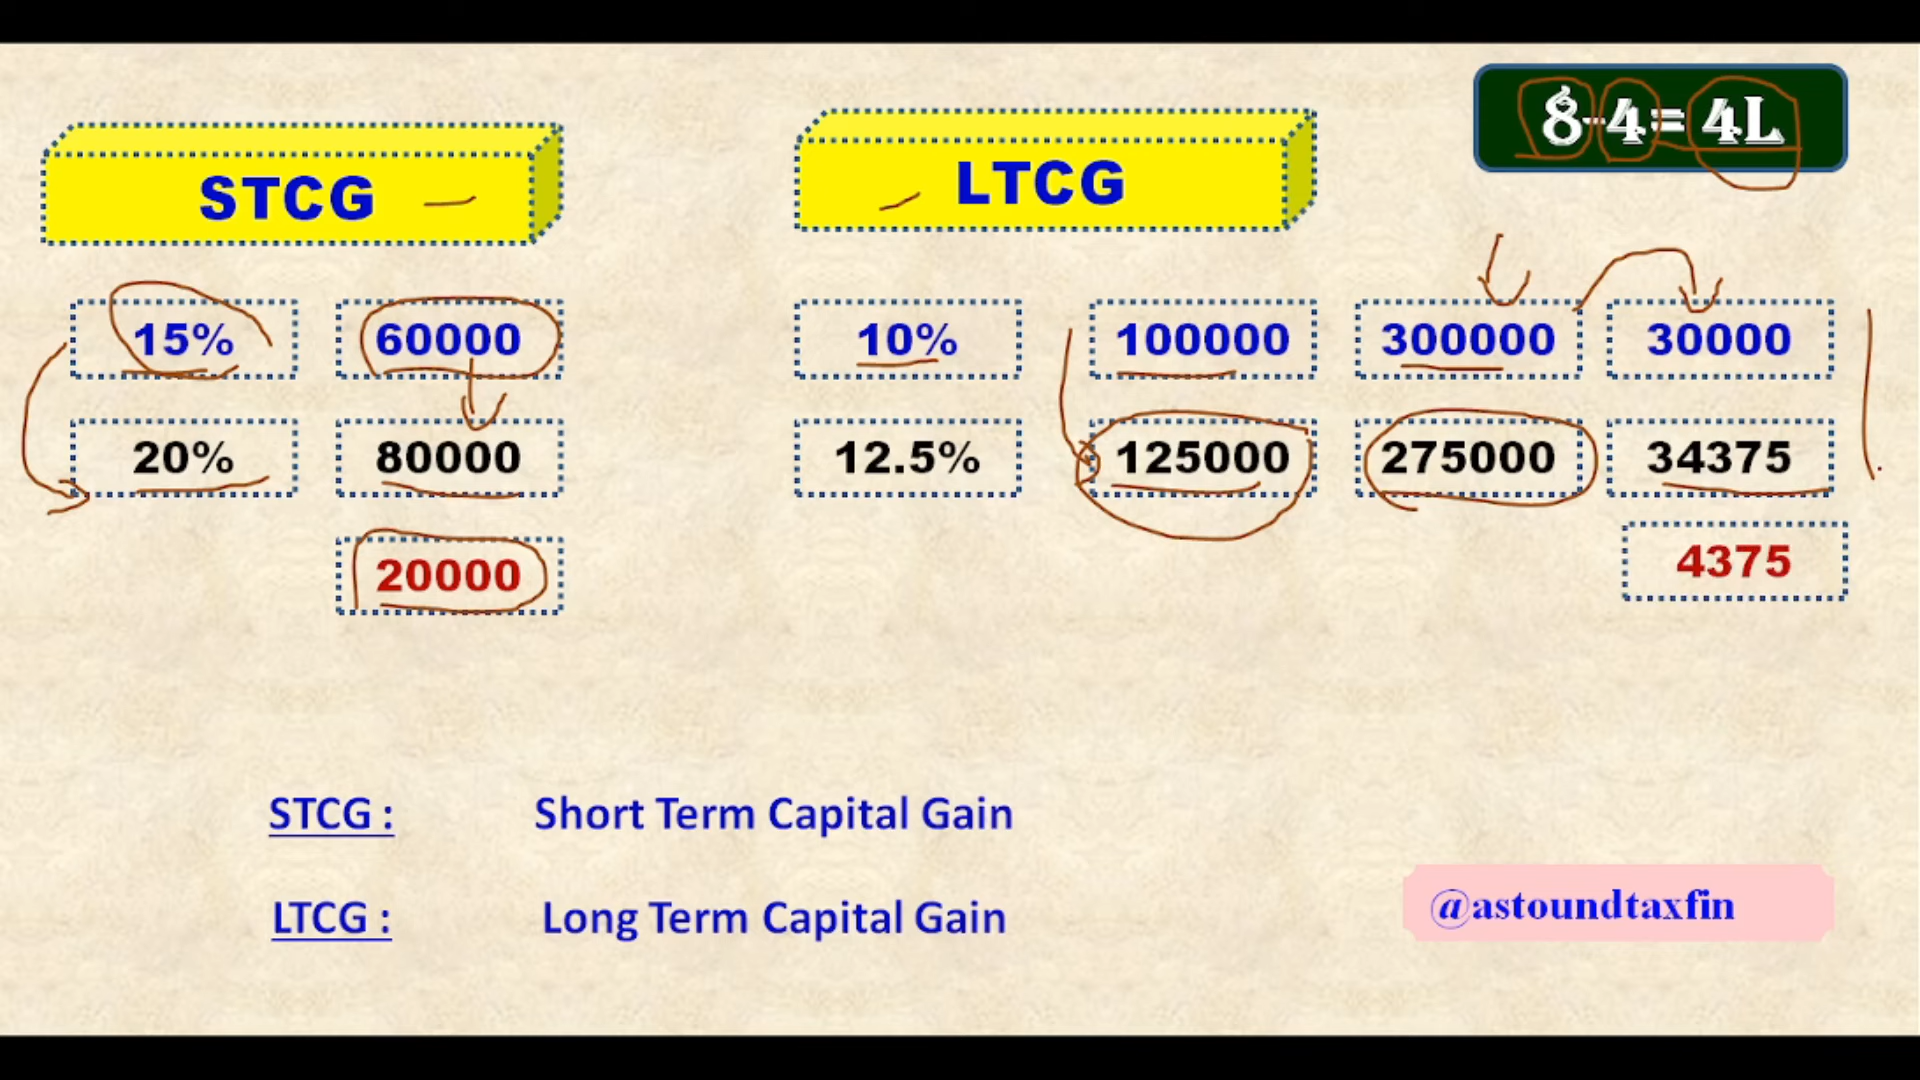 8-4=4L
STCG
LTCG
15% 60000
10% 100000 300000 30000
20% 80000
12.5% 125000 275000 34375
20000
4375
STCG : Short Term Capital Gain
LTCG : Long Term Capital Gain
@astoundtaxfin